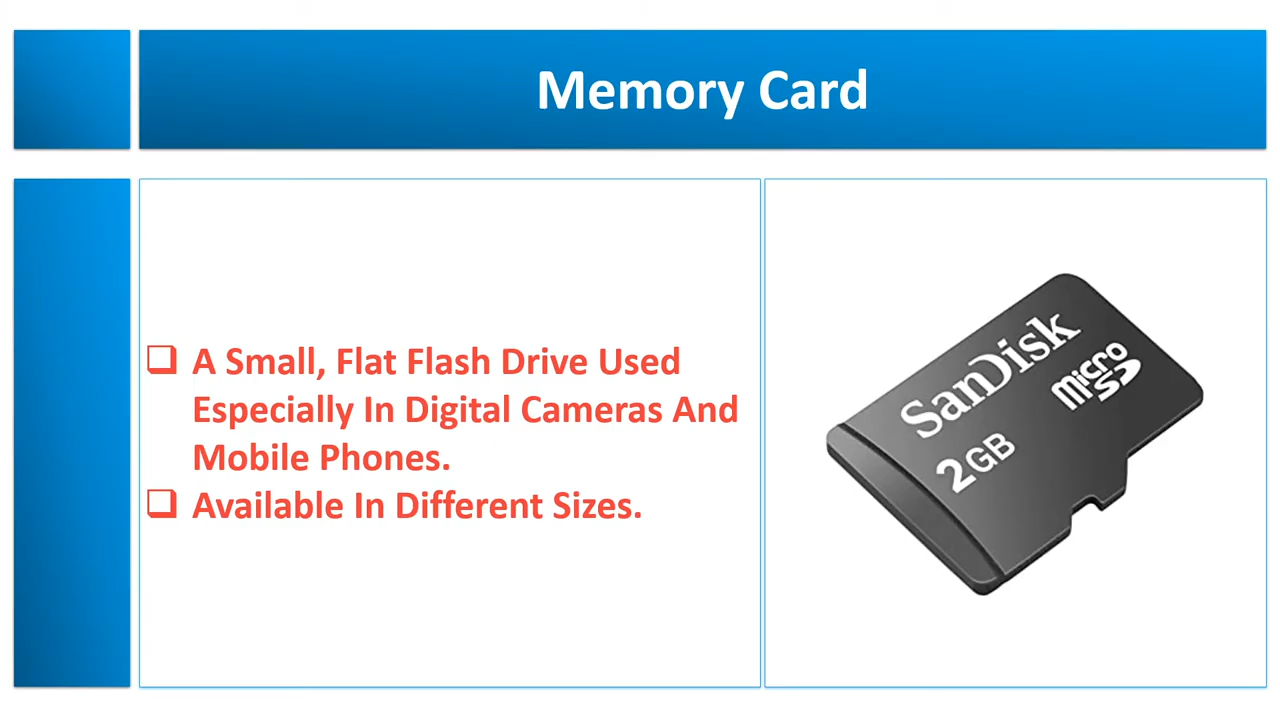 Memory Card
❑ A Small, Flat Flash Drive Used
Especially In Digital Cameras And
Mobile Phones.
❑ Available In Different Sizes.
SanDisk
2GB
Micro
SD